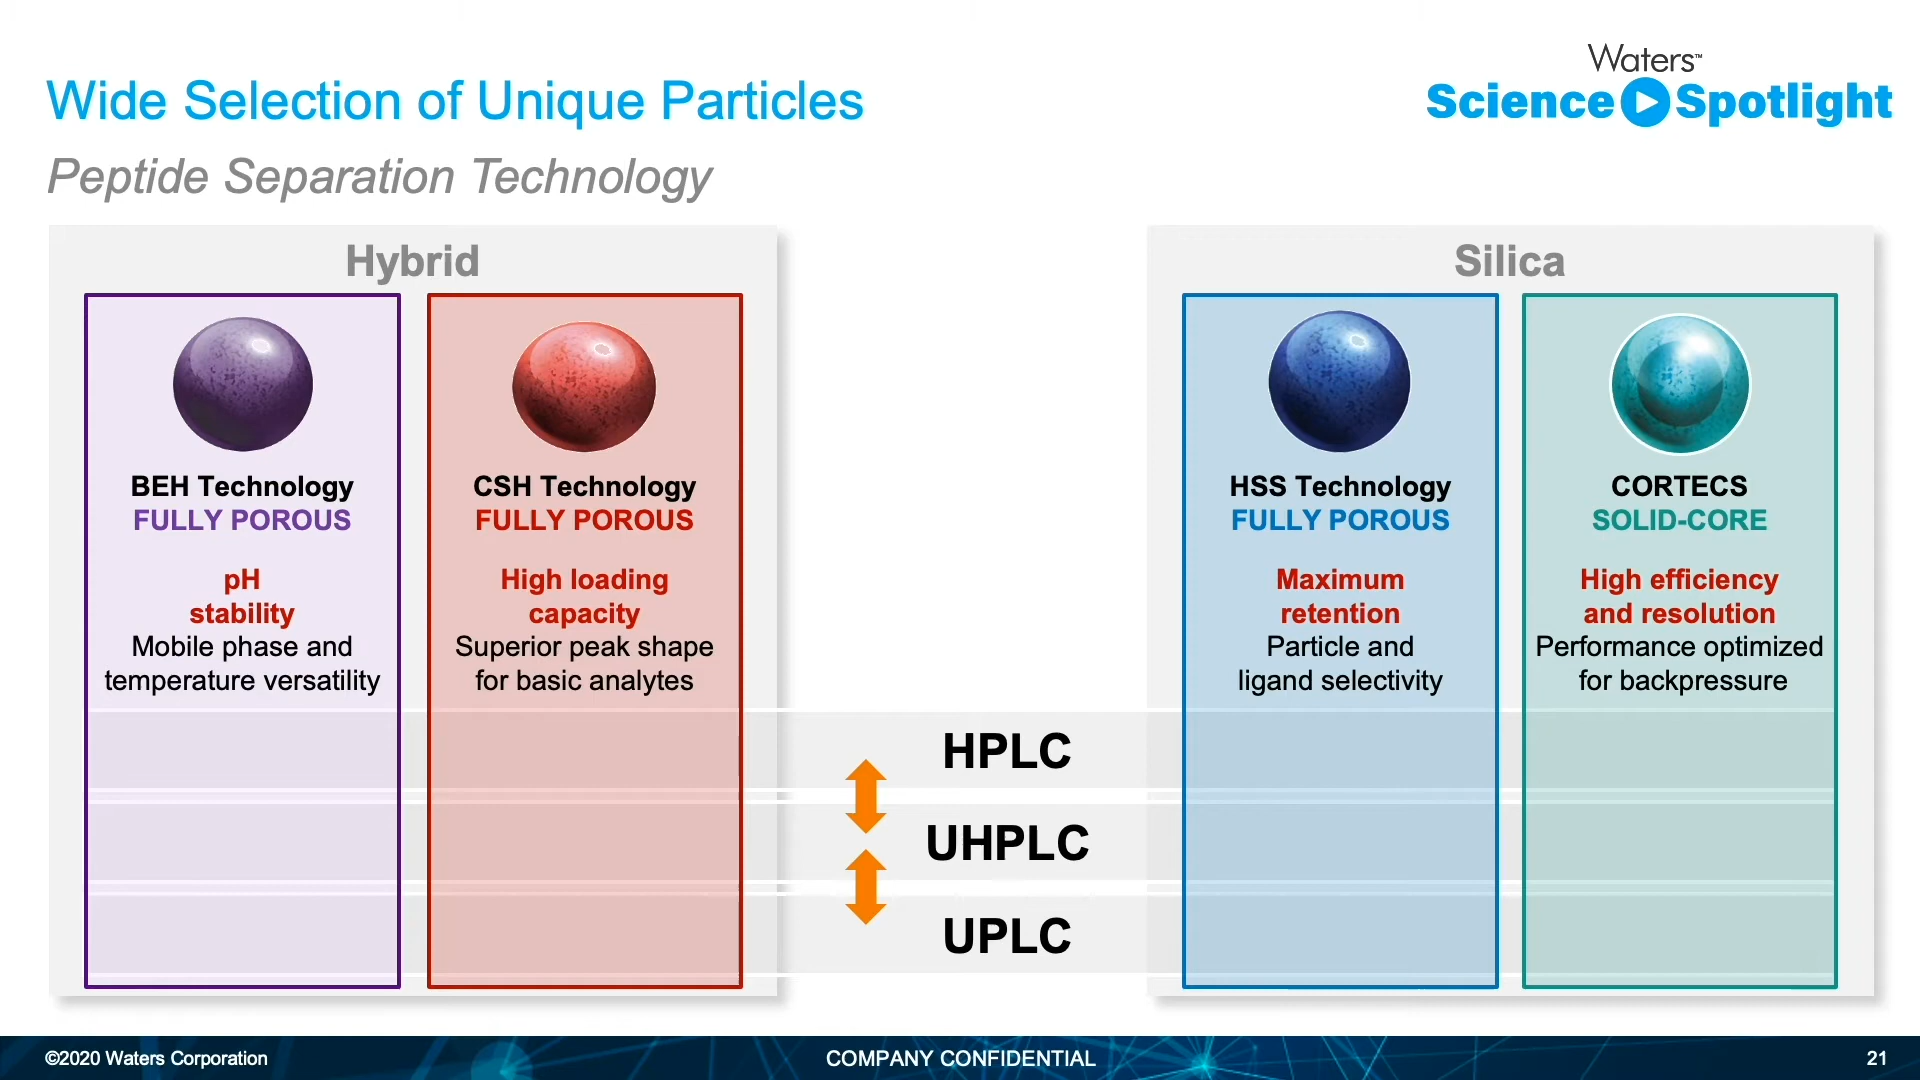 Wide Selection of Unique Particles
Waters™
Science Spotlight
Peptide Separation Technology
Hybrid
BEH Technology
FULLY POROUS
pH
stability
Mobile phase and
temperature versatility
CSH Technology
FULLY POROUS
High loading
capacity
Superior peak shape
for basic analytes
Silica
HSS Technology
FULLY POROUS
Maximum
retention
Particle and
ligand selectivity
CORTECS
SOLID-CORE
High efficiency
and resolution
Performance optimized
for backpressure
HPLC
UHPLC
UPLC
©2020 Waters Corporation
COMPANY CONFIDENTIAL
21